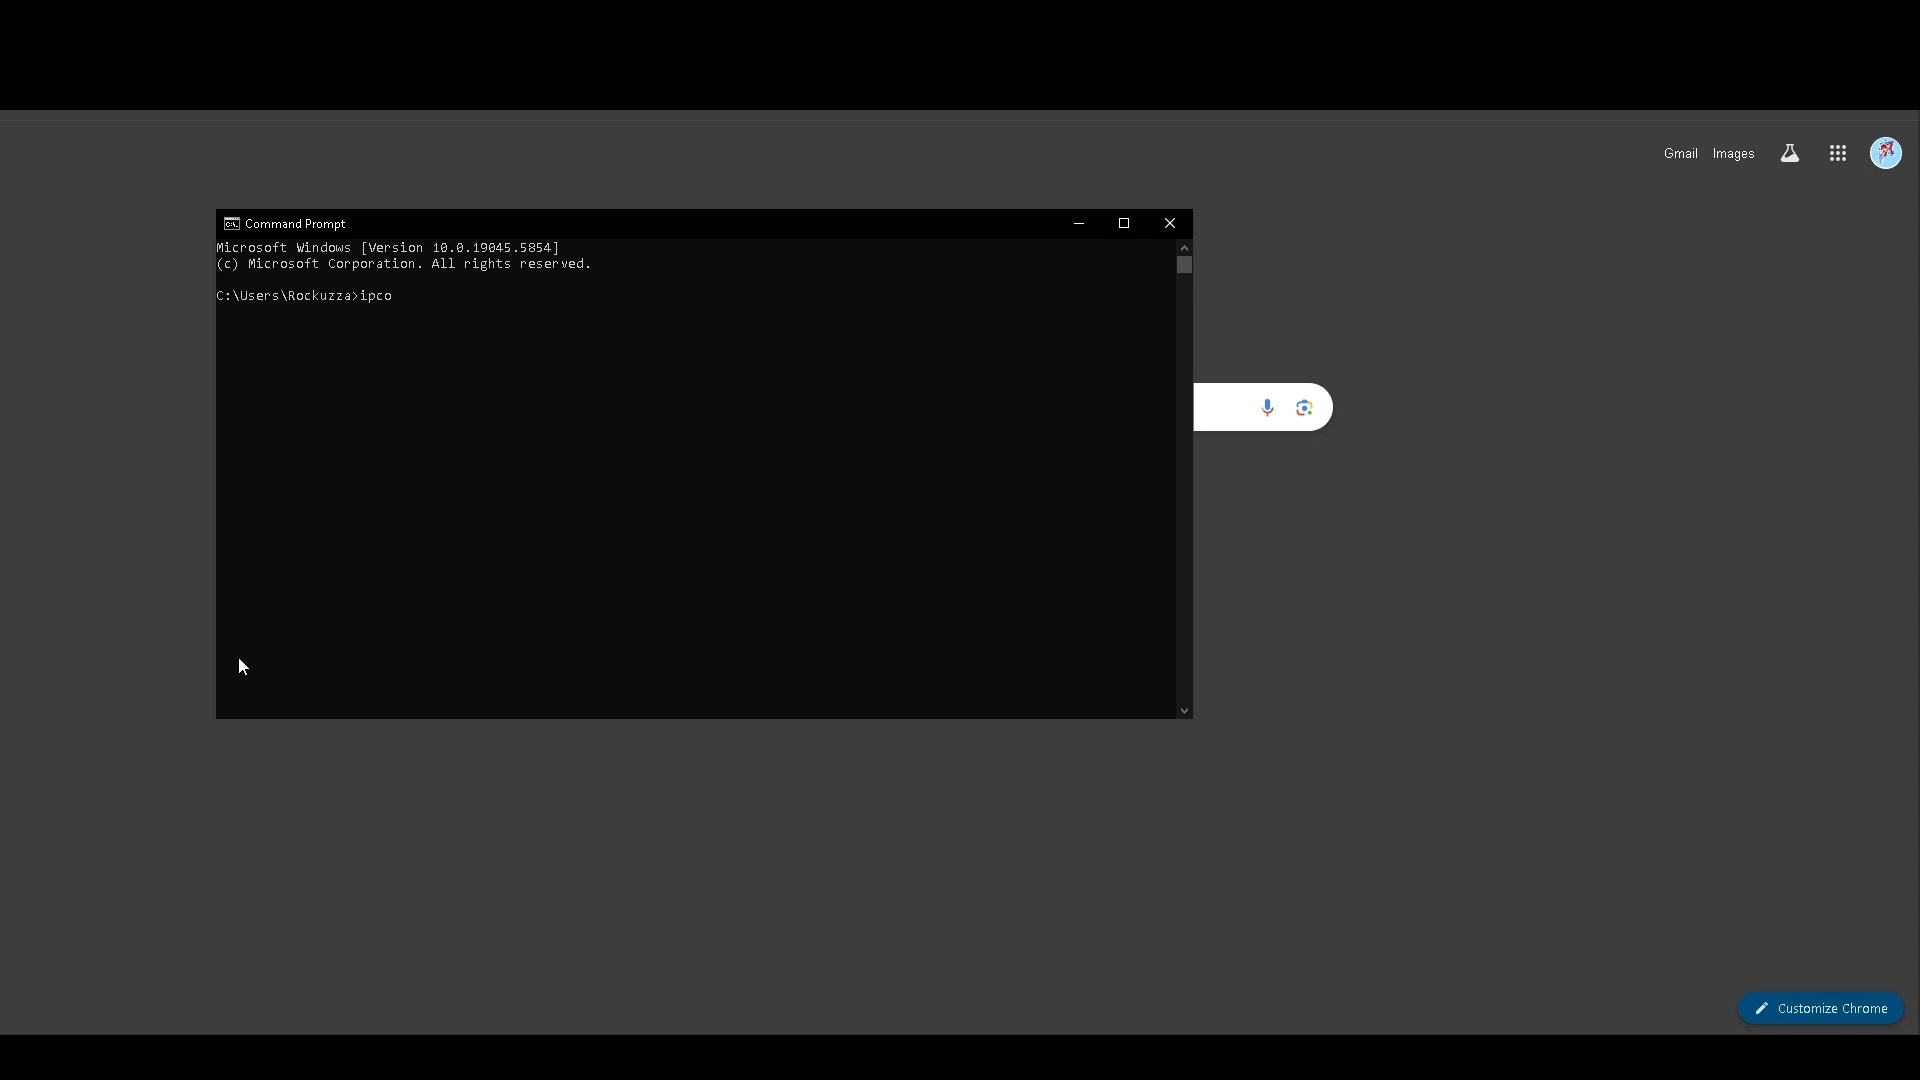 Gmail Images
Command Prompt
Microsoft Windows [Version 10.0.19045.5854]
(c) Microsoft Corporation. All rights reserved.
C:\Users\Rockuzza>ipco
Customize Chrome